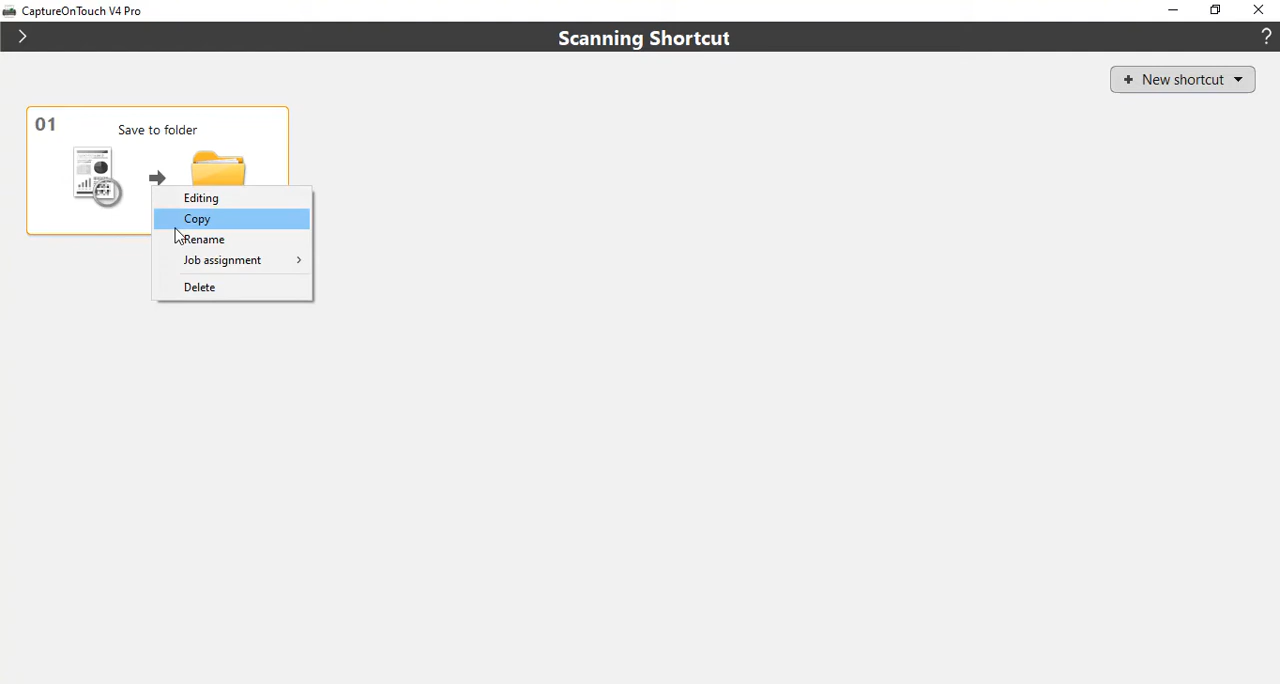 CaptureOnTouch V4 Pro
Scanning Shortcut
?
+ New shortcut
01
Save to folder
Editing
Copy
Rename
Job assignment
Delete